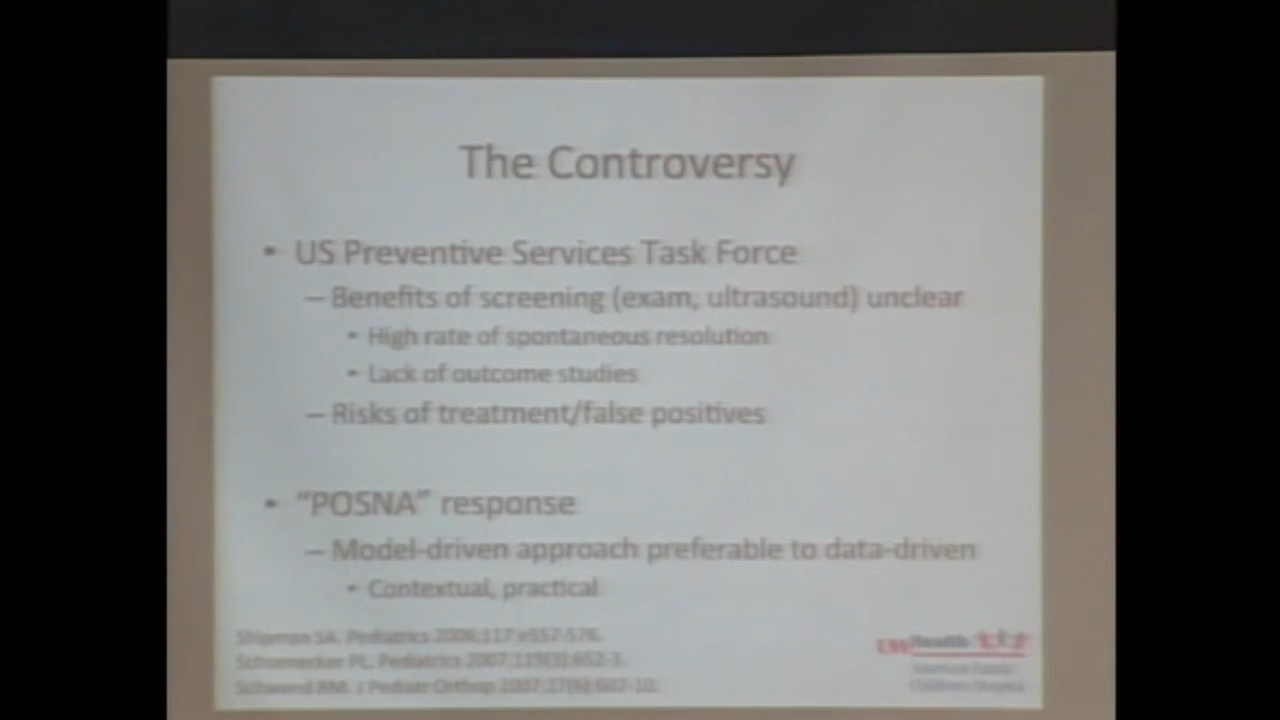 The Controversy
• US Preventive Services Task Force
– Benefits of screening (exam, ultrasound) unclear
• High rate of spontaneous resolution
• Lack of outcome studies
– Risks of treatment/false positives
• “POSNA” response
– Model-driven approach preferable to data-driven
• Contextual, practical
Shipman SA. Pediatrics 2006;117:e557-576.
Schoenecker PL. Pediatrics 2007;119(3):652-3.
Schwend RM. J Pediatr Orthop 2007;27(6):607-10.
UWHealth
American Family
Children's Hospital